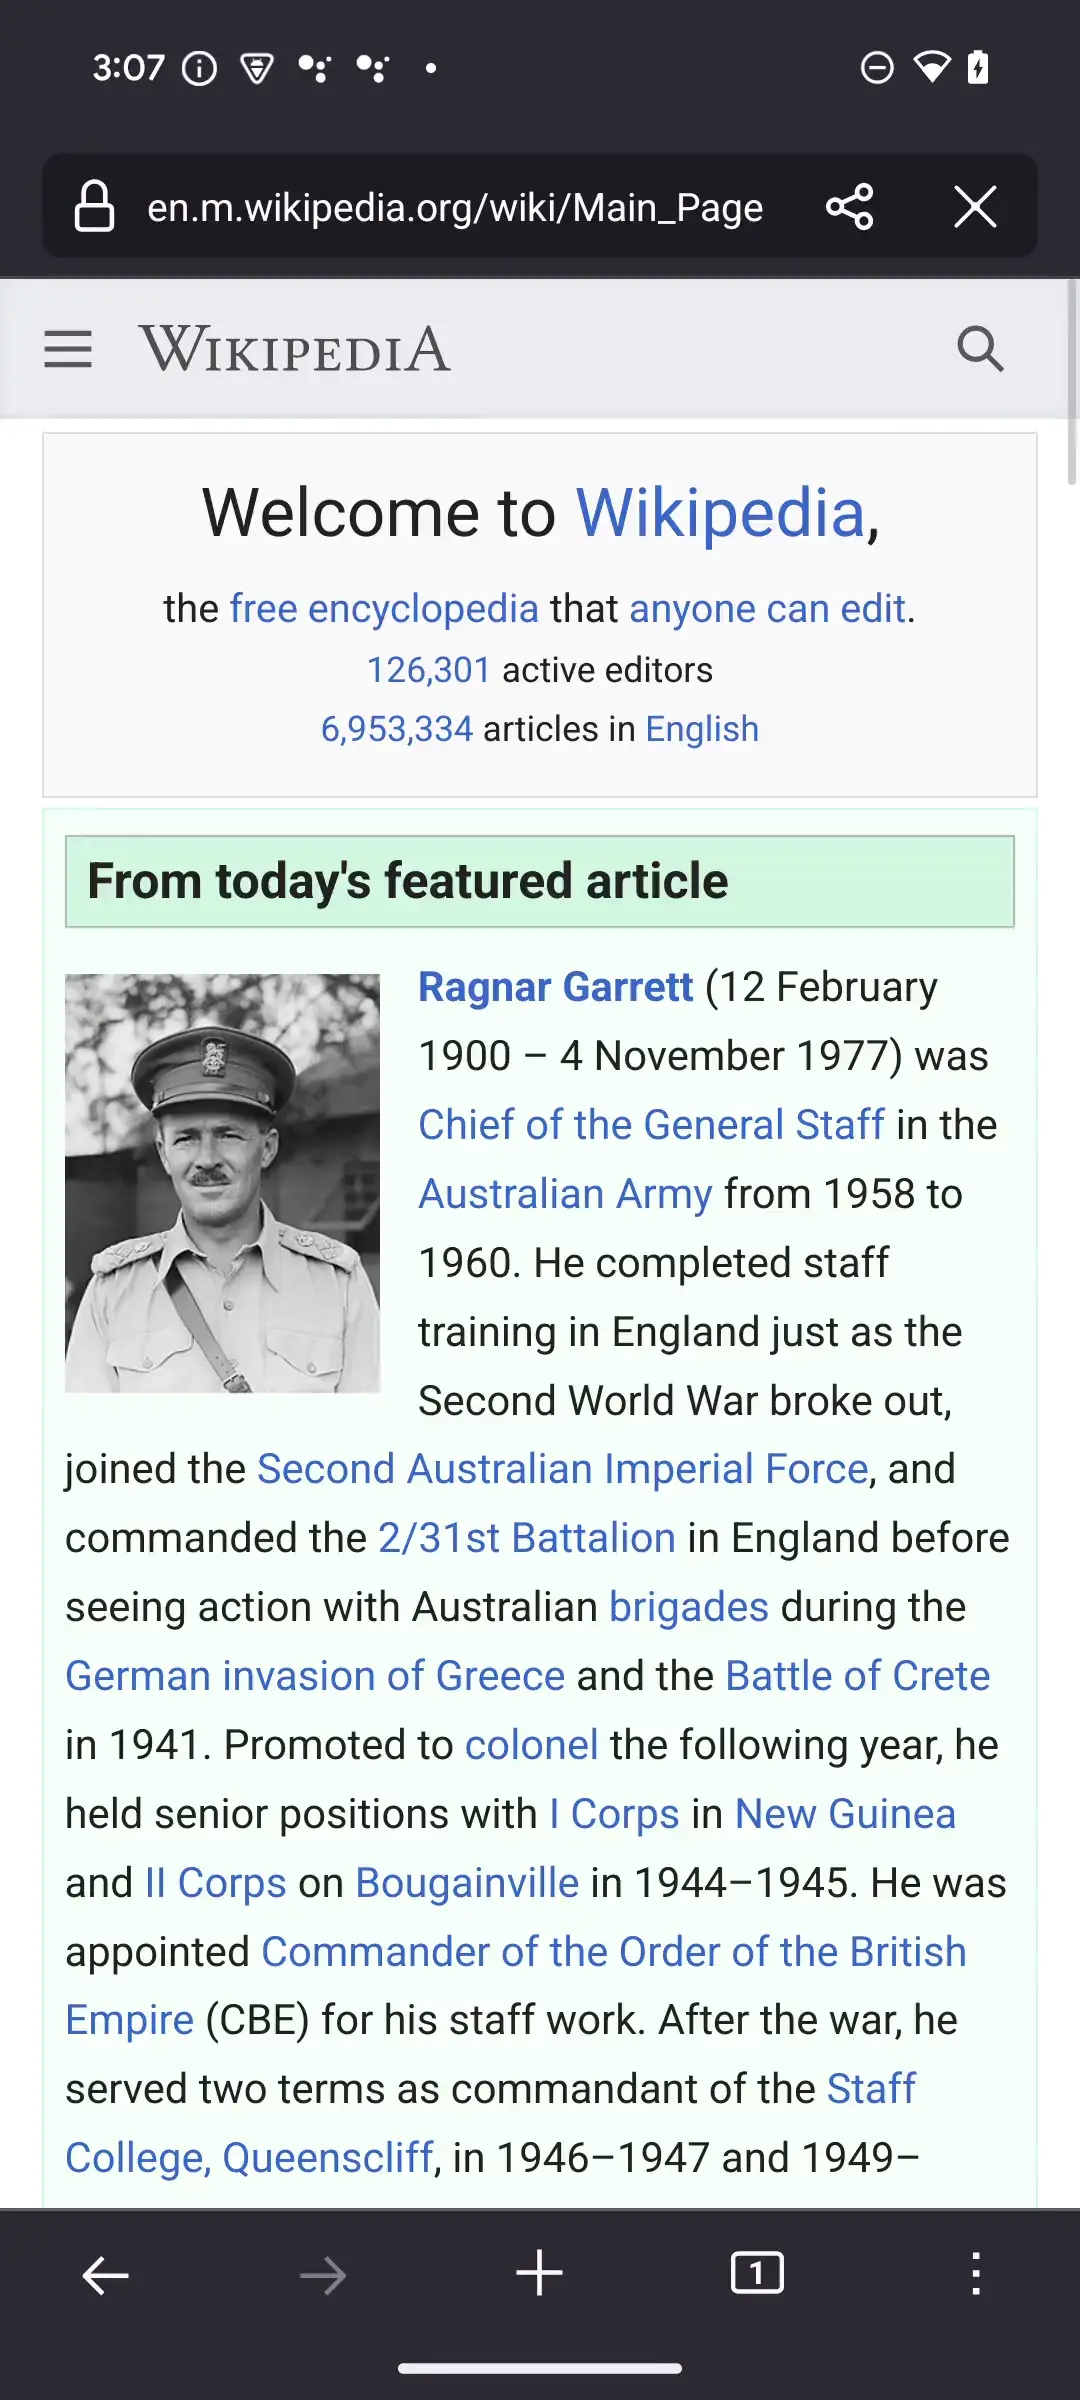 3:07
en.m.wikipedia.org/wiki/Main_Page
WIKIPEDIA
Welcome to Wikipedia,
the free encyclopedia that anyone can edit.
126,301 active editors
6,953,334 articles in English
From today's featured article
Ragnar Garrett (12 February
1900 – 4 November 1977) was
Chief of the General Staff in the
Australian Army from 1958 to
1960. He completed staff
training in England just as the
Second World War broke out,
joined the Second Australian Imperial Force, and
commanded the 2/31st Battalion in England before
seeing action with Australian brigades during the
German invasion of Greece and the Battle of Crete
in 1941. Promoted to colonel the following year, he
held senior positions with I Corps in New Guinea
and II Corps on Bougainville in 1944–1945. He was
appointed Commander of the Order of the British
Empire (CBE) for his staff work. After the war, he
served two terms as commandant of the Staff
College, Queenscliff, in 1946–1947 and 1949–
1